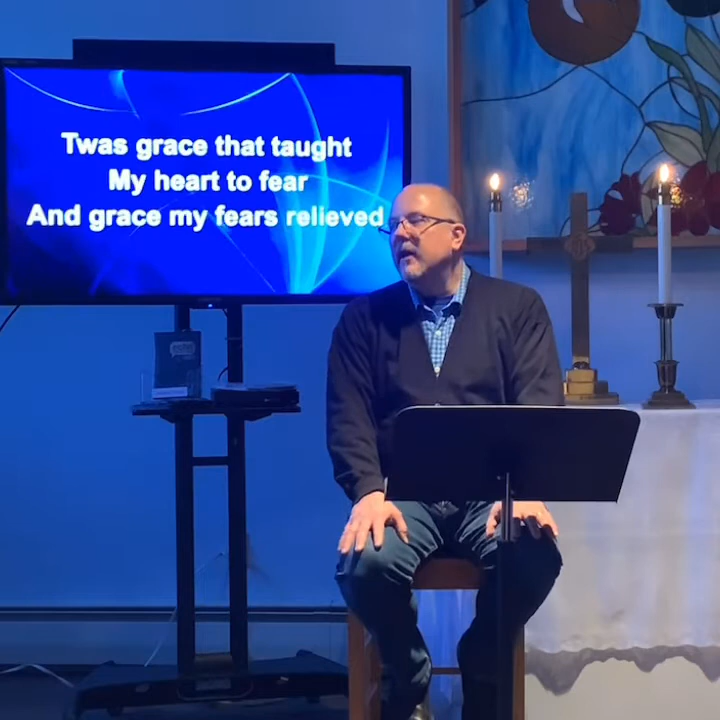 Twas grace that taught
My heart to fear
And grace my fears relieved